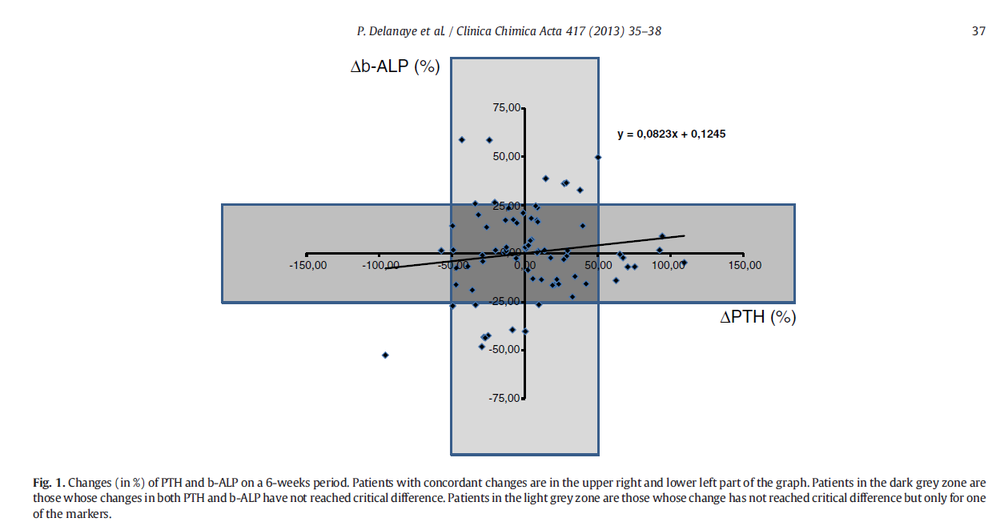 P. Delanaye et al. / Clinica Chimica Acta 417 (2013) 35–38
37
Δb-ALP (%)
75,00
y = 0,0823x + 0,1245
50,00
25,00
0,00
-150,00 -100,00 -50,00 0,00 50,00 100,00 150,00
-25,00
ΔPTH (%)
-50,00
-75,00
Fig. 1. Changes (in %) of PTH and b-ALP on a 6-weeks period. Patients with concordant changes are in the upper right and lower left part of the graph. Patients in the dark grey zone are
those whose changes in both PTH and b-ALP have not reached critical difference. Patients in the light grey zone are those whose change has not reached critical difference but only for one
of the markers.